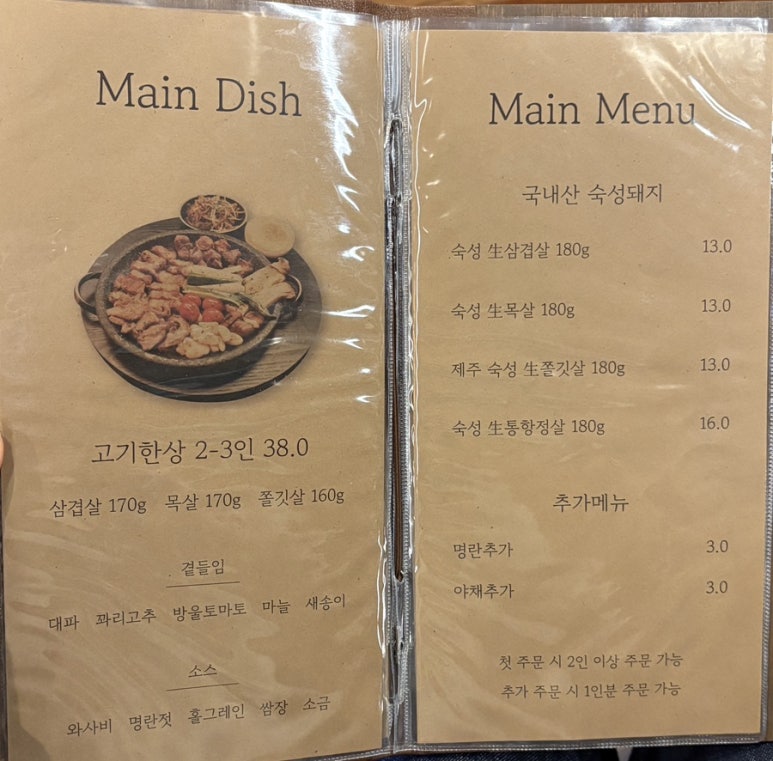 Main Dish
고기한상 2-3인 38.0
삼겹살 170g 목살 170g 쫄깃살 160g
곁들임
대파 꽈리고추 방울토마토 마늘 새송이
소스
와사비 명란젓 홀그레인 쌈장 소금
Main Menu
국내산 숙성돼지
숙성 生삼겹살 180g 13.0
숙성 生목살 180g 13.0
제주 숙성 生쫄깃살 180g 13.0
숙성 生통항정살 180g 16.0
추가메뉴
명란추가 3.0
야채추가 3.0
첫 주문 시 2인 이상 주문 가능
추가 주문 시 1인분 주문 가능